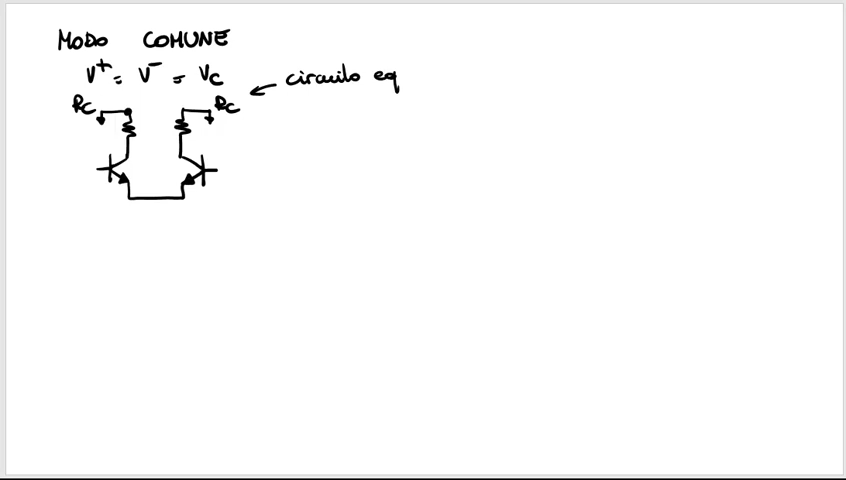 MODO COMUNE
V+ = V- = VC
circuito eq
RC RC